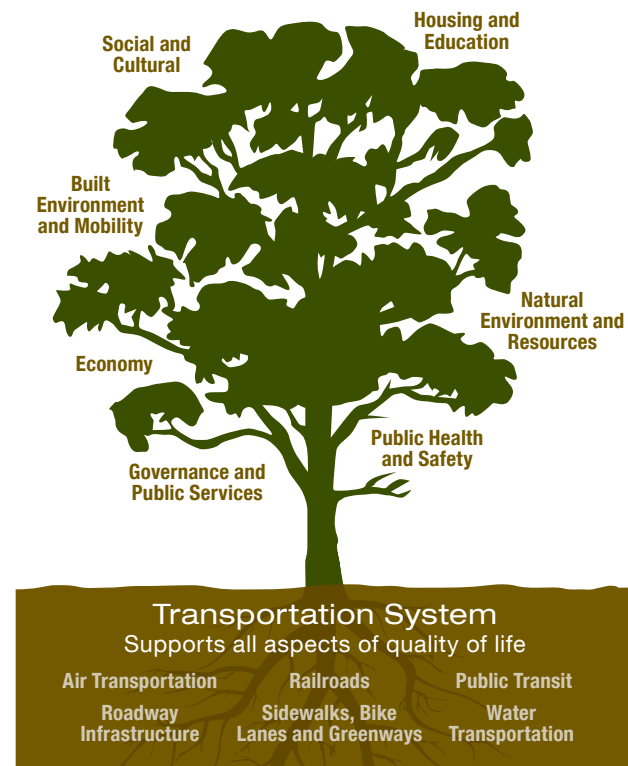 Housing and
Education
Social and
Cultural
Built
Environment
and Mobility
Natural
Environment and
Resources
Economy
Public Health
and Safety
Governance and
Public Services
Transportation System
Supports all aspects of quality of life
Air Transportation
Railroads
Public Transit
Roadway
Infrastructure
Sidewalks, Bike
Lanes and Greenways
Water
Transportation